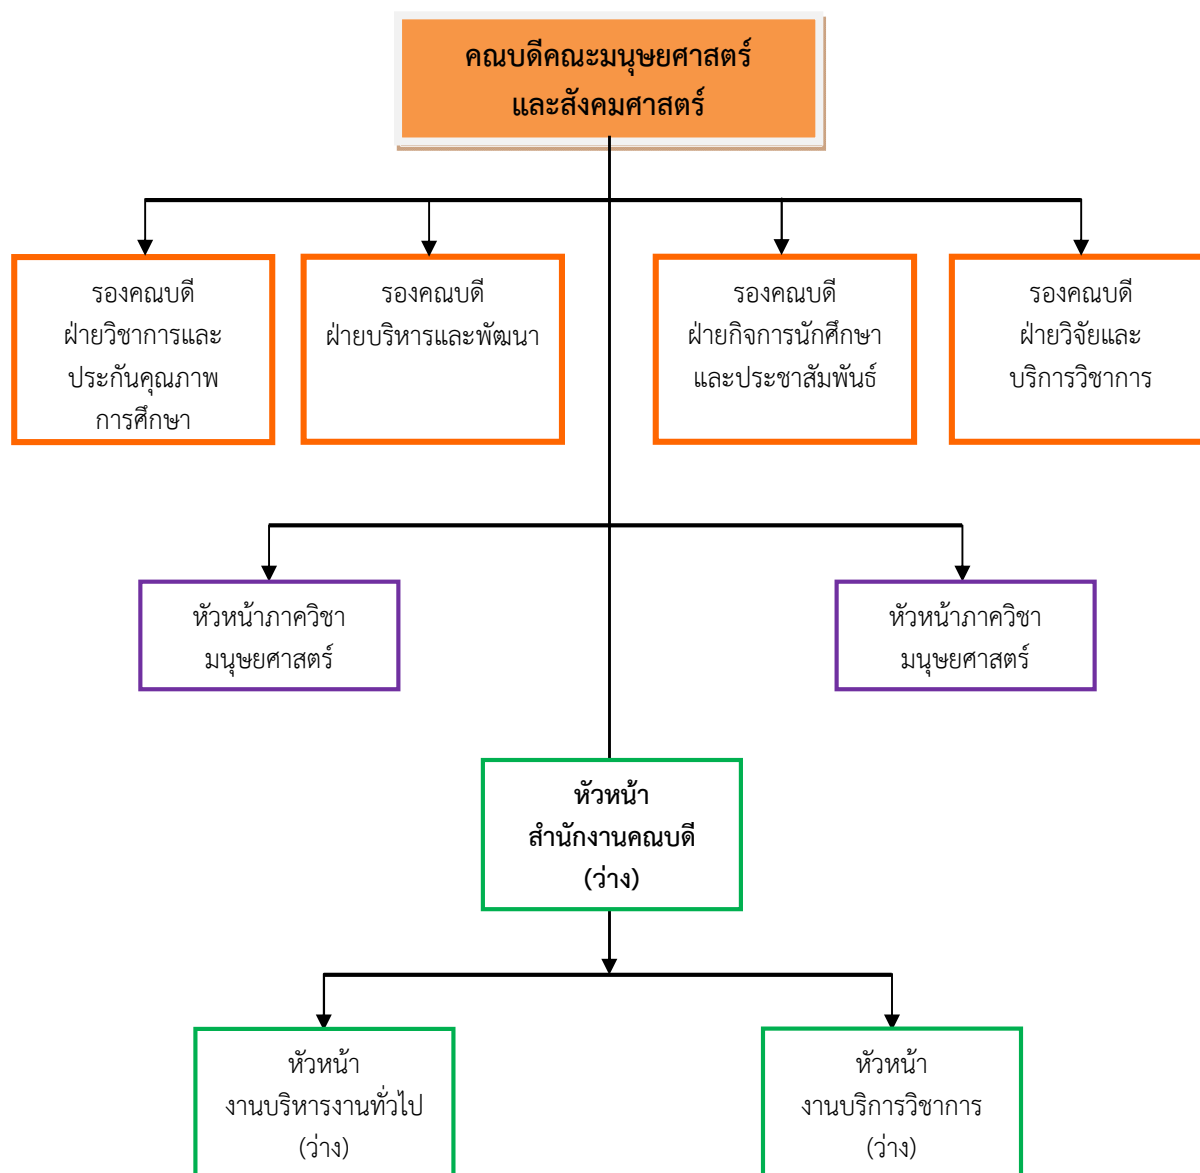 คณบดีคณะมนุษยศาสตร์
และสังคมศาสตร์
รองคณบดี
ฝ่ายวิชาการและ
ประกันคุณภาพ
การศึกษา
รองคณบดี
ฝ่ายบริหารและพัฒนา
รองคณบดี
ฝ่ายกิจการนักศึกษา
และประชาสัมพันธ์
รองคณบดี
ฝ่ายวิจัยและ
บริการวิชาการ
หัวหน้าภาควิชา
มนุษยศาสตร์
หัวหน้าภาควิชา
มนุษยศาสตร์
หัวหน้า
สำนักงานคณบดี
(ว่าง)
หัวหน้า
งานบริหารงานทั่วไป
(ว่าง)
หัวหน้า
งานบริการวิชาการ
(ว่าง)